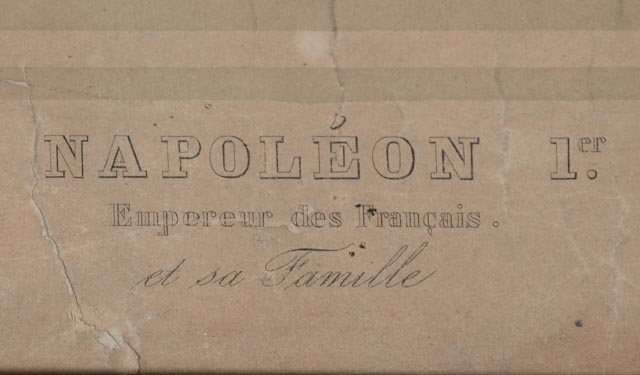 NAPOLÉON 1.er
Empereur des Français.
et sa Famille